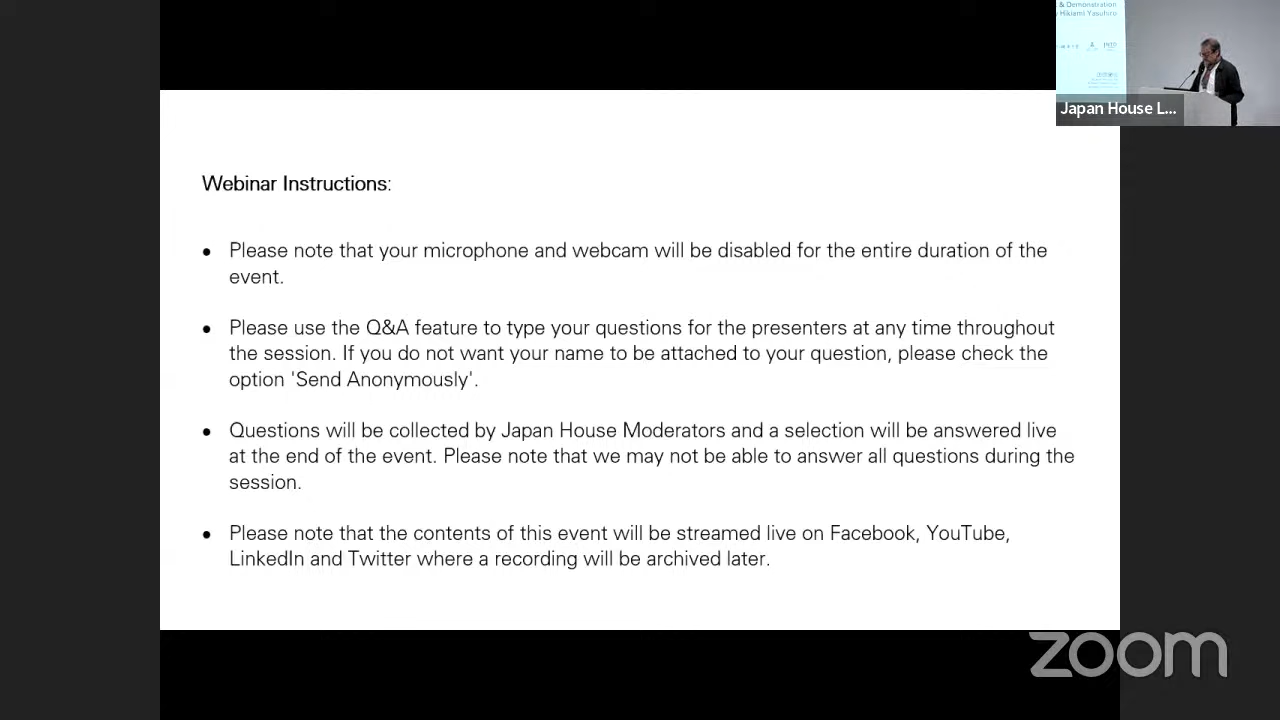 & Demonstration
Hikiami Yasuhiro
Japan House L...
Webinar Instructions:
• Please note that your microphone and webcam will be disabled for the entire duration of the
event.
• Please use the Q&A feature to type your questions for the presenters at any time throughout
the session. If you do not want your name to be attached to your question, please check the
option 'Send Anonymously'.
• Questions will be collected by Japan House Moderators and a selection will be answered live
at the end of the event. Please note that we may not be able to answer all questions during the
session.
• Please note that the contents of this event will be streamed live on Facebook, YouTube,
LinkedIn and Twitter where a recording will be archived later.
zoom